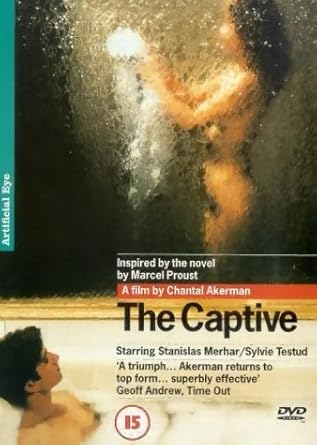 Artificial Eye
Inspired by the novel
by Marcel Proust
A film by Chantal Akerman
The Captive
Starring Stanislas Merhar/Sylvie Testud
'A triumph... Akerman returns to
top form... superbly effective'
Geoff Andrew, Time Out
15
DVD
VIDEO